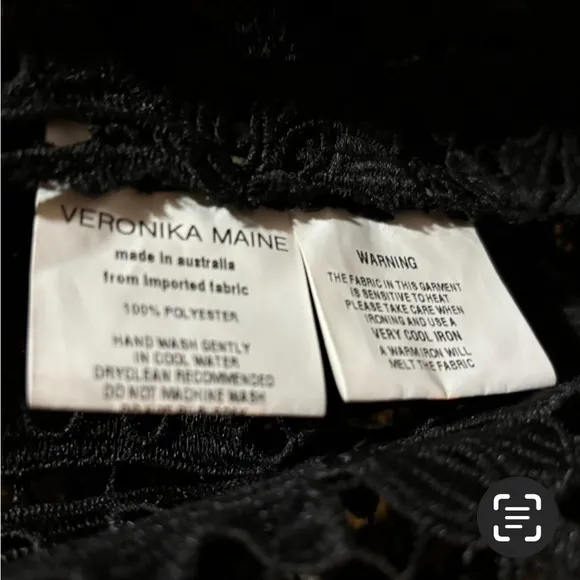 VERONIKA MAINE
made in australia
from imported fabric
100% POLYESTER
HAND WASH GENTLY
IN COOL WATER
DRYCLEAN RECOMMENDED
DO NOT MACHINE WASH
WARNING
THE FABRIC IN THIS GARMENT
IS SENSITIVE TO HEAT
PLEASE TAKE CARE WHEN
IRONING AND USE A
VERY COOL IRON
A WARM IRON WILL
MELT THE FABRIC